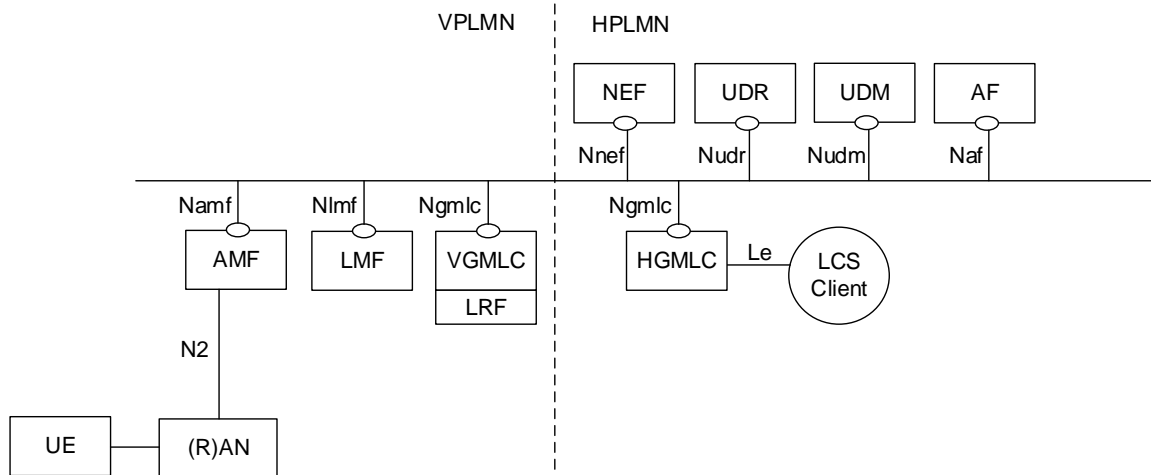 VPLMN
HPLMN
NEF
UDR
UDM
AF
Nnef
Nudr
Nudm
Naf
Namf
Nlmf
Ngmlc
Ngmlc
AMF
LMF
VGMLC
HGMLC
Le
LCS
Client
LRF
N2
UE
(R)AN